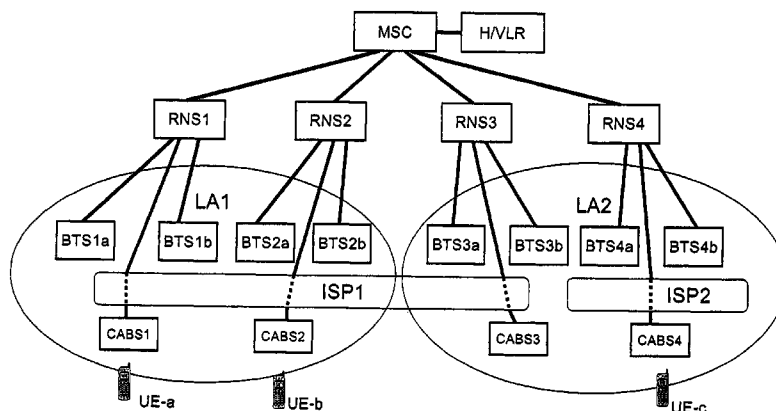 MSC
H/VLR
RNS1
RNS2
RNS3
RNS4
LA1
LA2
BTS1a
BTS1b
BTS2a
BTS2b
BTS3a
BTS3b
BTS4a
BTS4b
ISP1
ISP2
CABS1
CABS2
CABS3
CABS4
UE-a
UE-b
UE-c